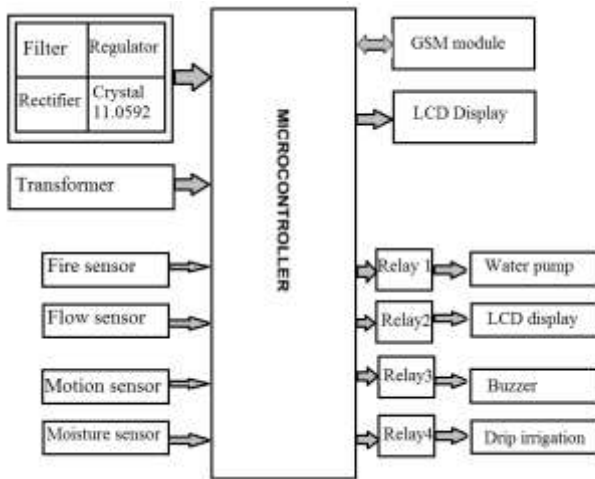 Filter
Regulator
Rectifier
Crystal
11.0592
Transformer
Fire sensor
Flow sensor
Motion sensor
Moisture sensor
MICROCONTROLLER
GSM module
LCD Display
Relay 1
Water pump
Relay2
LCD display
Relay3
Buzzer
Relay4
Drip irrigation